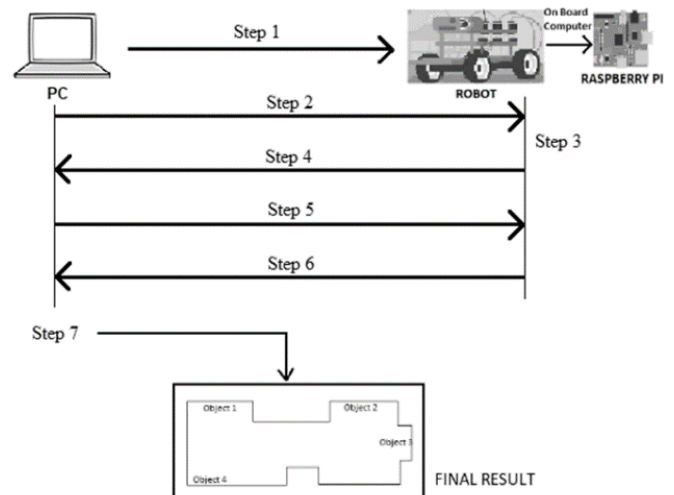 Step 1
On Board
Computer
PC
ROBOT
RASPBERRY PI
Step 2
Step 3
Step 4
Step 5
Step 6
Step 7
Object 1
Object 2
Object 3
Object 4
FINAL RESULT